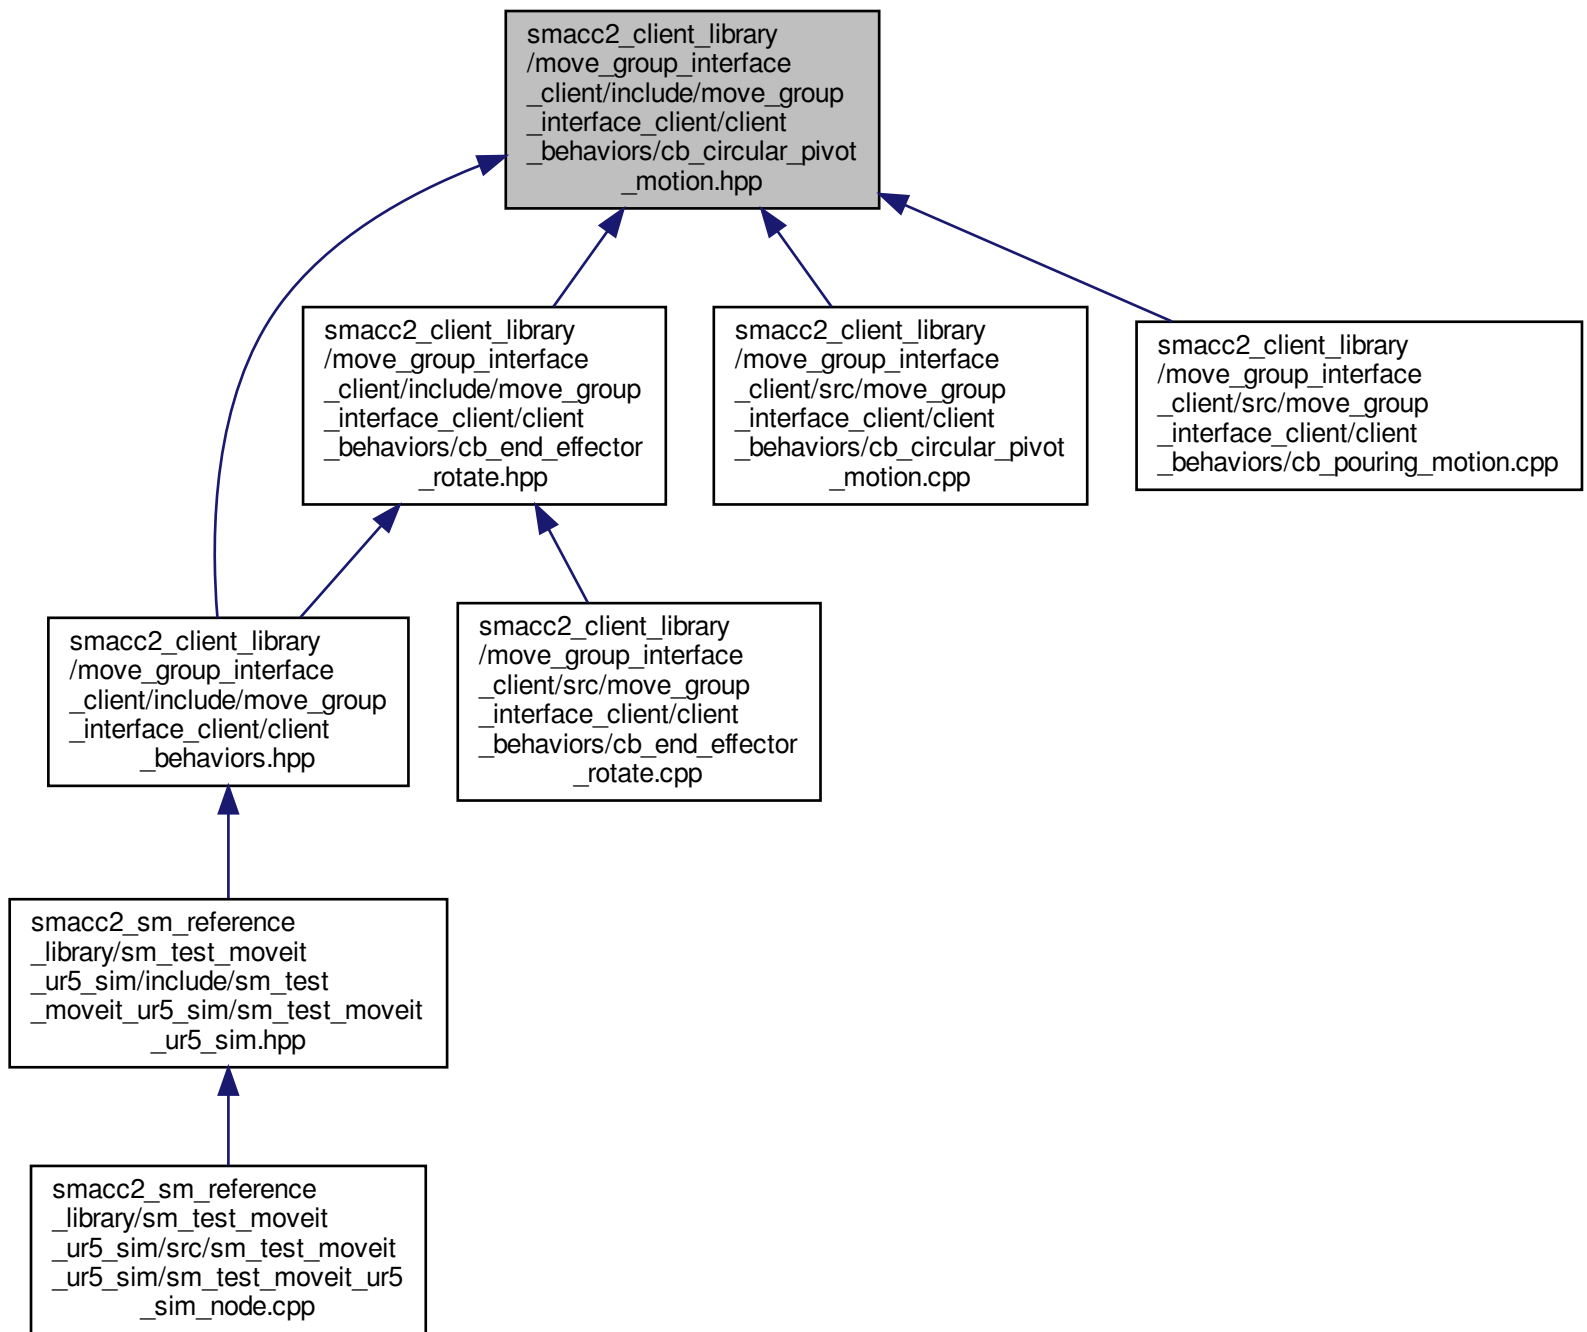 smacc2_client_library
/move_group_interface
_client/include/move_group
_interface_client/client
_behaviors/cb_circular_pivot
_motion.hpp
smacc2_client_library
/move_group_interface
_client/include/move_group
_interface_client/client
_behaviors/cb_end_effector
_rotate.hpp
smacc2_client_library
/move_group_interface
_client/src/move_group
_interface_client/client
_behaviors/cb_circular_pivot
_motion.cpp
smacc2_client_library
/move_group_interface
_client/src/move_group
_interface_client/client
_behaviors/cb_pouring_motion.cpp
smacc2_client_library
/move_group_interface
_client/include/move_group
_interface_client/client
_behaviors.hpp
smacc2_client_library
/move_group_interface
_client/src/move_group
_interface_client/client
_behaviors/cb_end_effector
_rotate.cpp
smacc2_sm_reference
_library/sm_test_moveit
_ur5_sim/include/sm_test
_moveit_ur5_sim/sm_test_moveit
_ur5_sim.hpp
smacc2_sm_reference
_library/sm_test_moveit
_ur5_sim/src/sm_test_moveit
_ur5_sim/sm_test_moveit_ur5
_sim_node.cpp